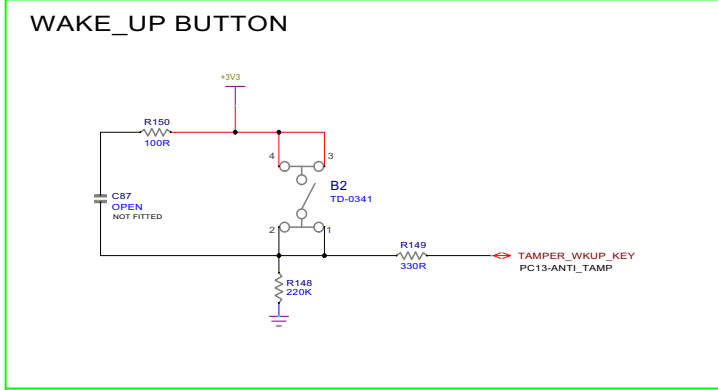 WAKE_UP BUTTON
+3V3
R150
100R
4
3
B2
TD-0341
C87
OPEN
NOT FITTED
2
1
R149
330R
TAMPER_WKUP_KEY
PC13-ANTI_TAMP
R148
220K